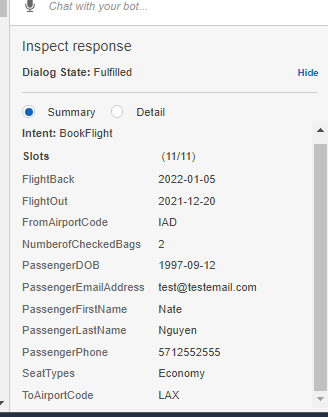 Chat with your bot...
Inspect response
Dialog State: Fulfilled Hide
Summary Detail
Intent: BookFlight
Slots (11/11)
FlightBack 2022-01-05
FlightOut 2021-12-20
FromAirportCode IAD
NumberofCheckedBags 2
PassengerDOB 1997-09-12
PassengerEmailAddress test@testemail.com
PassengerFirstName Nate
PassengerLastName Nguyen
PassengerPhone 5712552555
SeatTypes Economy
ToAirportCode LAX